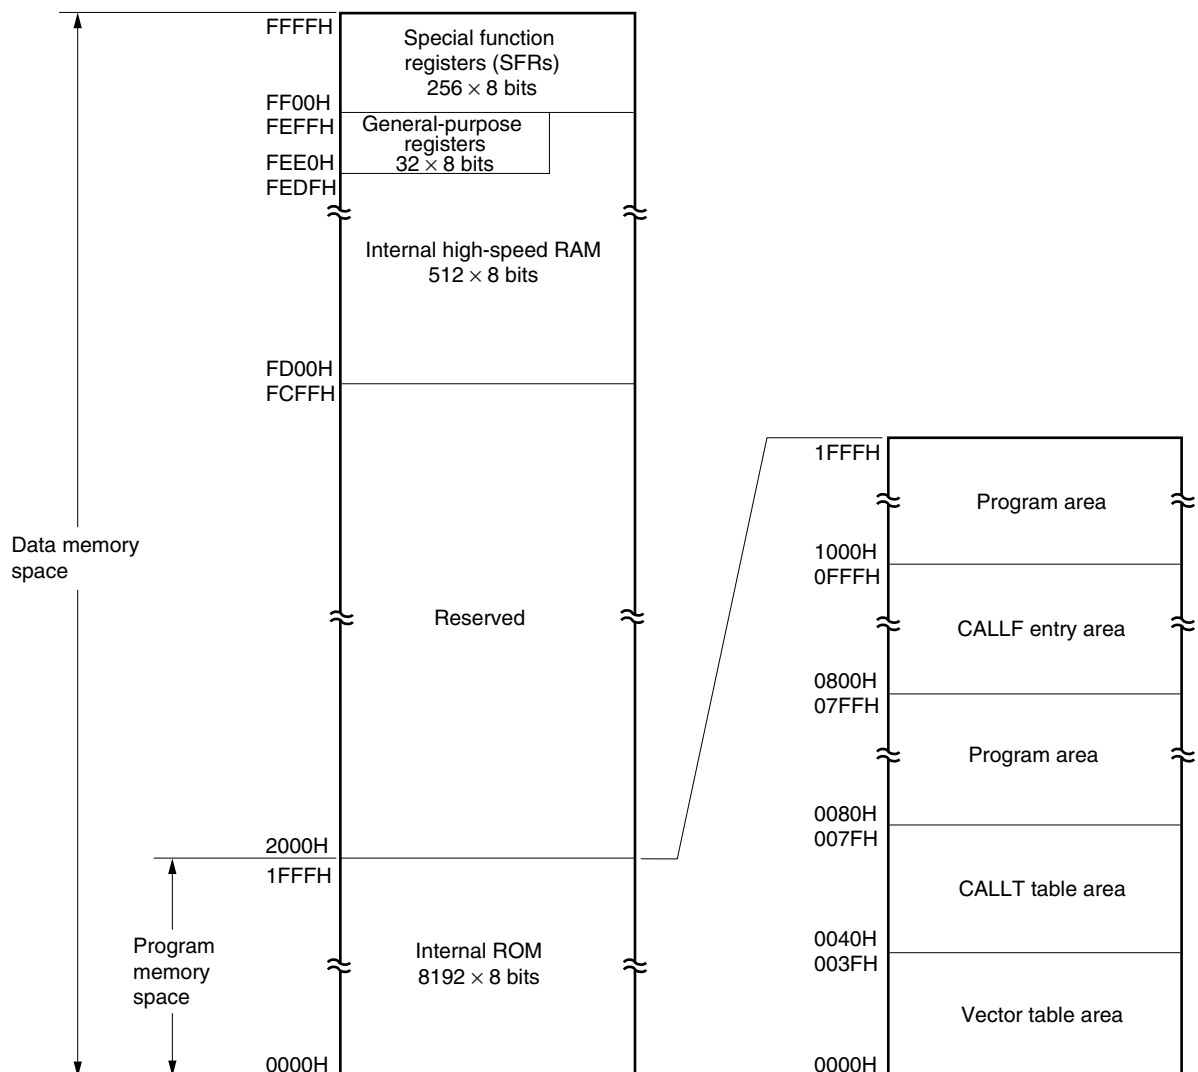 FFFFH
Special function
registers (SFRs)
256 × 8 bits
FF00H
FEFFH
General-purpose
registers
32 × 8 bits
FEE0H
FEDFH
Internal high-speed RAM
512 × 8 bits
FD00H
FCFFH
Data memory
space
Reserved
2000H
1FFFH
Program
memory
space
Internal ROM
8192 × 8 bits
0000H
1FFFH
Program area
1000H
0FFFH
CALLF entry area
0800H
07FFH
Program area
0080H
007FH
CALLT table area
0040H
003FH
Vector table area
0000H